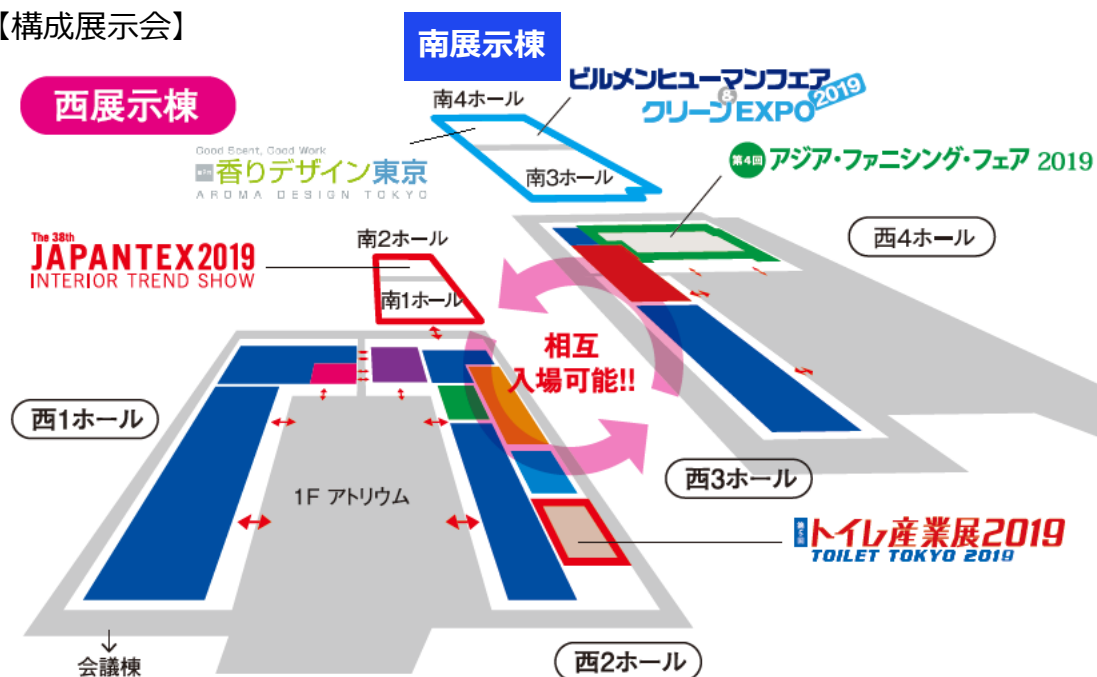 【構成展示会】
南展示棟
西展示棟
南4ホール
ビルメンヒューマンフェア
&
クリーンEXPO 2019
Good Scent, Good Work
香りデザイン東京
AROMA DESIGN TOKYO
南3ホール
第4回 アジア・ファニシング・フェア 2019
The 38th
JAPANTEX2019
INTERIOR TREND SHOW
南2ホール
南1ホール
西4ホール
相互
入場可能!!
西1ホール
1F アトリウム
西3ホール
トイレ産業展2019
TOILET TOKYO 2019
会議棟
西2ホール